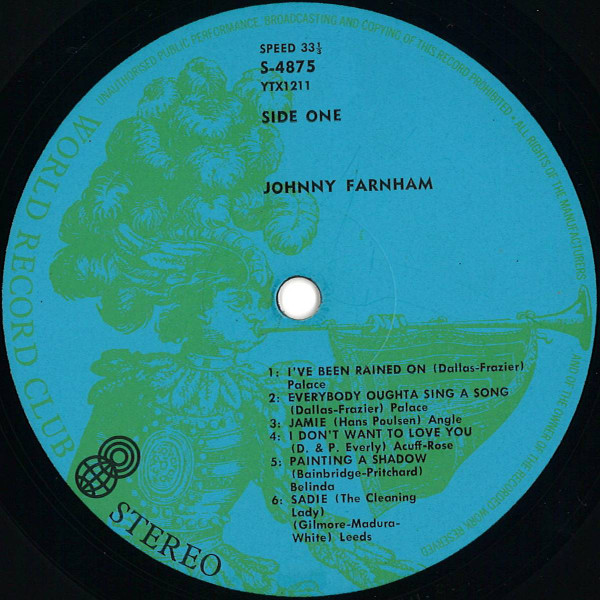 UNAUTHORISED PUBLIC PERFORMANCE BROADCASTING AND COPYING OF THIS RECORD PROHIBITED • ALL RIGHTS OF THE MANUFACTURERS AND OF THE OWNER OF THE RECORDED WORK RESERVED
SPEED 33⅓
S-4875
YTX1211
SIDE ONE
JOHNNY FARNHAM
WORLD RECORD CLUB
1: I'VE BEEN RAINED ON (Dallas-Frazier)
Palace
2: EVERYBODY OUGHTA SING A SONG
(Dallas-Frazier) Palace
3: JAMIE (Hans Poulsen) Angle
4: I DON'T WANT TO LOVE YOU
(D. & P. Everly) Acuff-Rose
5: PAINTING A SHADOW
(Bainbridge-Pritchard)
Belinda
6: SADIE (The Cleaning
Lady)
(Gilmore-Madura-
White) Leeds
STEREO